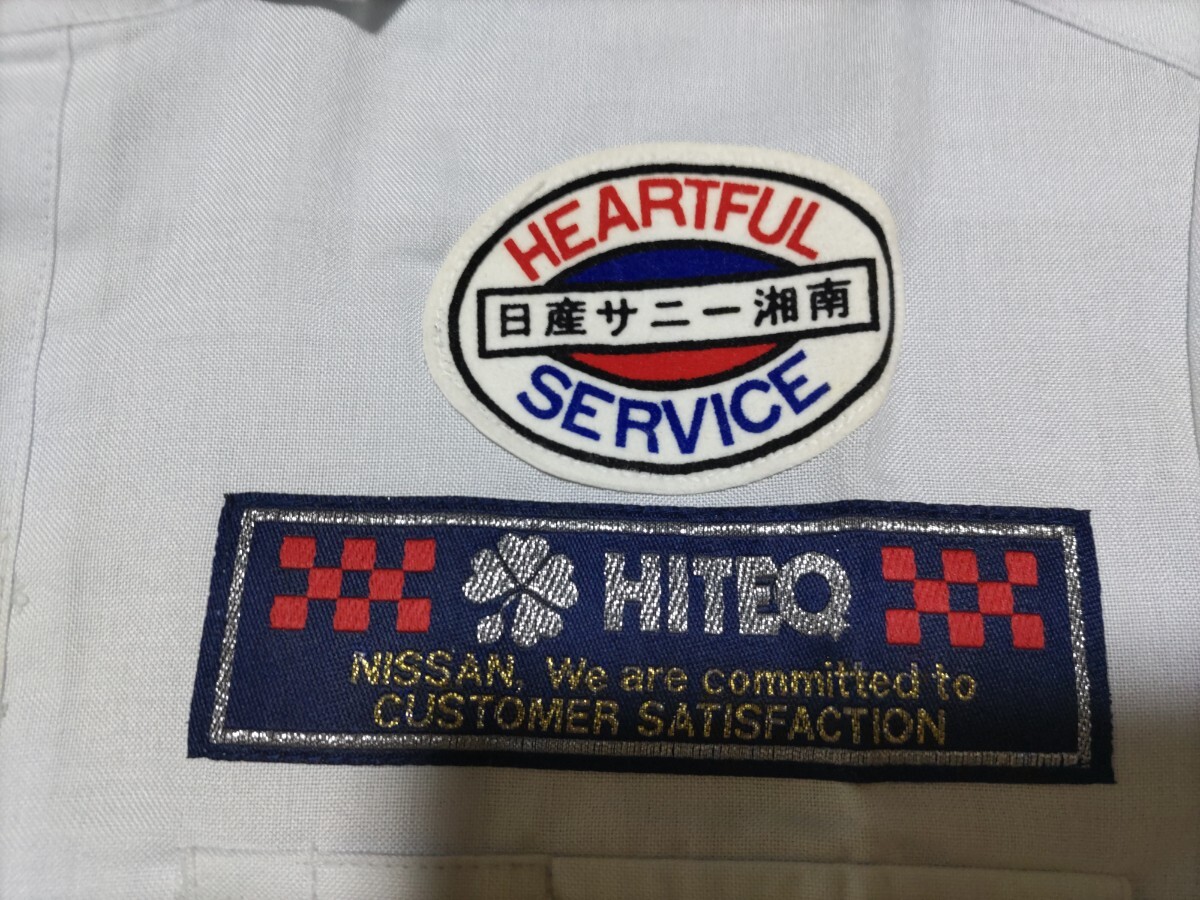 HEARTFUL
日産サニー湘南
SERVICE
HITEQ
NISSAN, We are committed to
CUSTOMER SATISFACTION